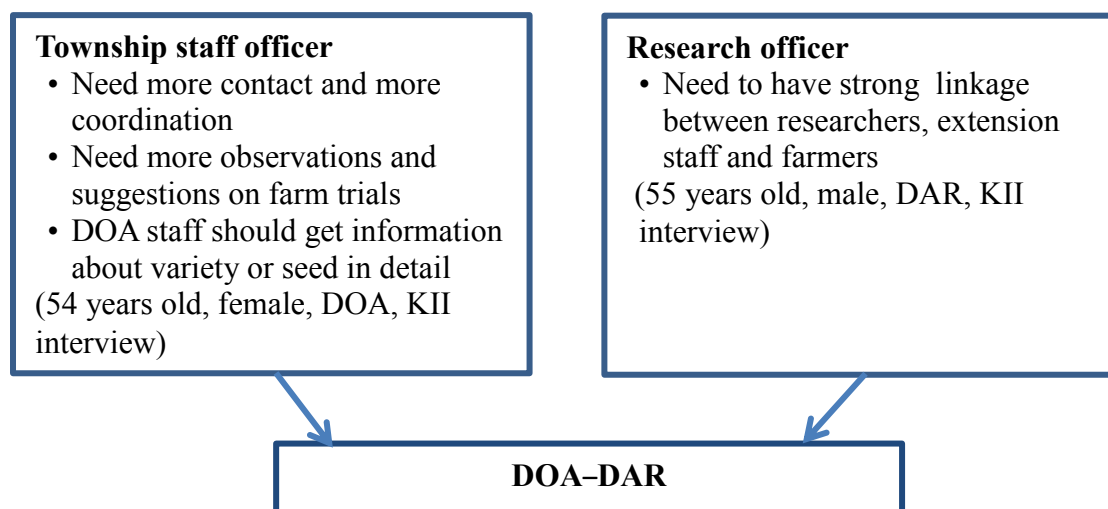 Township staff officer
• Need more contact and more
coordination
• Need more observations and
suggestions on farm trials
• DOA staff should get information
about variety or seed in detail
(54 years old, female, DOA, KII
interview)
Research officer
• Need to have strong linkage
between researchers, extension
staff and farmers
(55 years old, male, DAR, KII
interview)
DOA–DAR